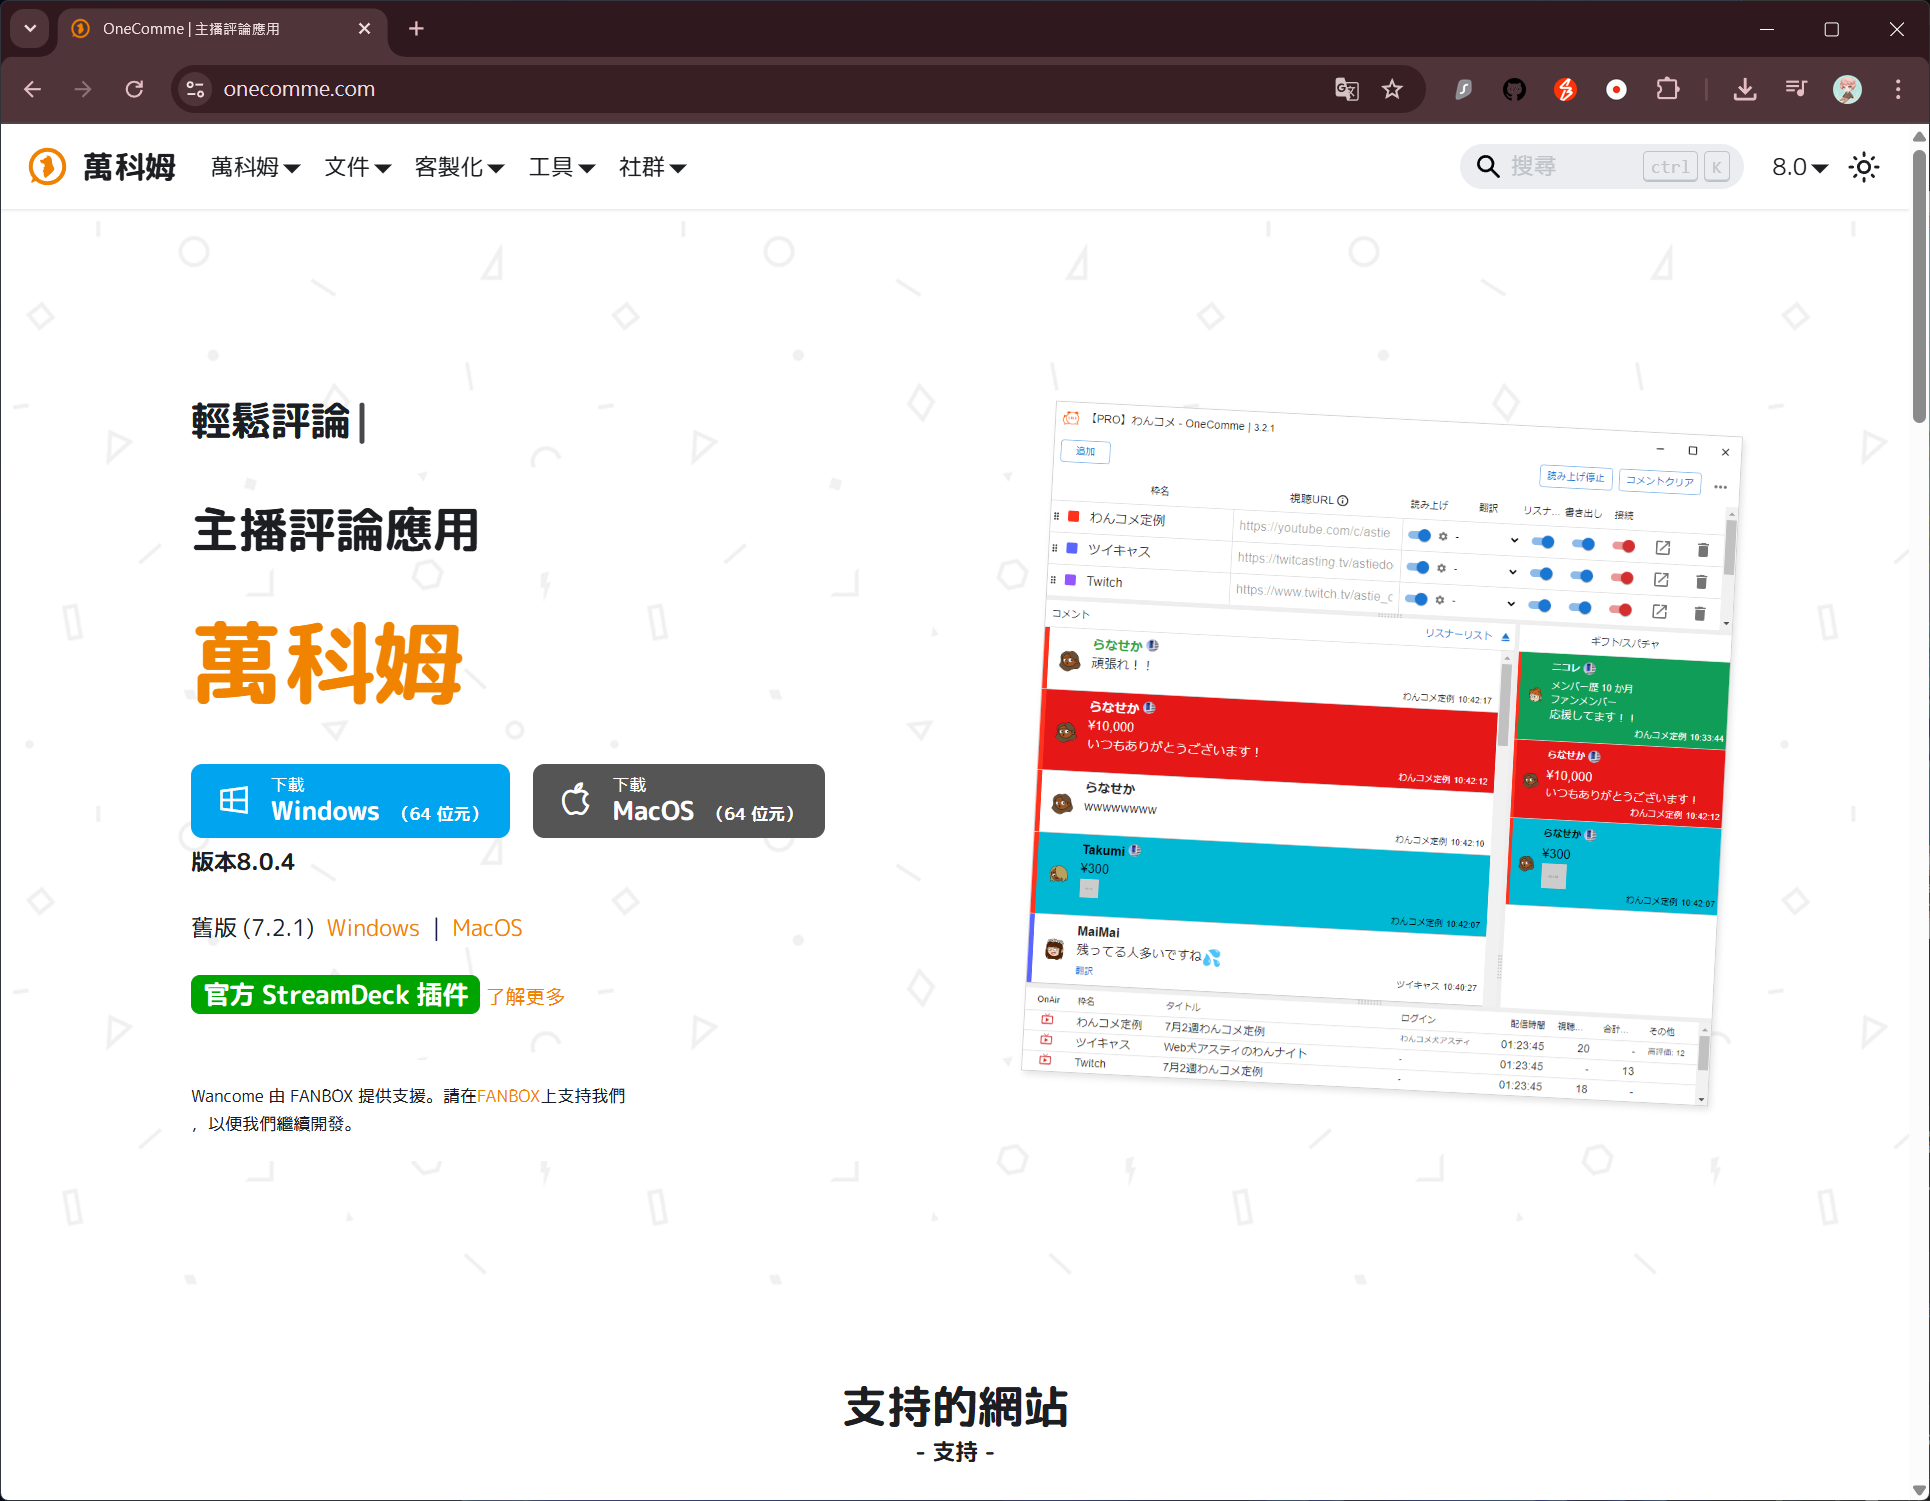 OneComme | 主播評論應用
onecomme.com
萬科姆
萬科姆
文件
客製化
工具
社群
搜尋
ctrl
K
8.0
輕鬆評論|
主播評論應用
萬科姆
下載
Windows （64 位元）
下載
MacOS （64 位元）
版本8.0.4
舊版 (7.2.1) Windows | MacOS
官方 StreamDeck 插件 了解更多
Wancome 由 FANBOX 提供支援。請在FANBOX上支持我們
，以便我們繼續開發。
【PRO】わんコメ - OneComme | 3.2.1
追加
読み上げ停止
コメントクリア
枠名
視聴URL
読み上げ
翻訳
リスナ...
書き出し
接続
わんコメ定例
https://youtube.com/c/astie
-
ツイキャス
https://twitcasting.tv/astiedo
-
Twitch
https://www.twitch.tv/astie_c
-
コメント
リスナーリスト
らなせか
頑張れ！！
わんコメ定例 10:42:17
らなせか
¥10,000
いつもありがとうございます！
わんコメ定例 10:42:12
らなせか
wwwwwwww
わんコメ定例 10:42:10
Takumi
¥300
わんコメ定例 10:42:07
MaiMai
残ってる人多いですね💦
翻訳
ツイキャス 10:40:27
ギフト/スパチャ
ニコレ
メンバー歴 10 か月
ファンメンバー
応援してます！！
わんコメ定例 10:33:44
らなせか
¥10,000
いつもありがとうございます！
わんコメ定例 10:42:12
らなせか
¥300
わんコメ定例 10:42:07
OnAir
枠名
タイトル
ログイン
配信時間
視聴...
合計...
その他
わんコメ定例
7月2週わんコメ定例
わんコメ犬アスティ
01:23:45
20
-
高評価: 12
ツイキャス
Web犬アスティのわんナイト
-
01:23:45
-
13
Twitch
7月2週わんコメ定例
-
01:23:45
18
-
支持的網站
- 支持 -